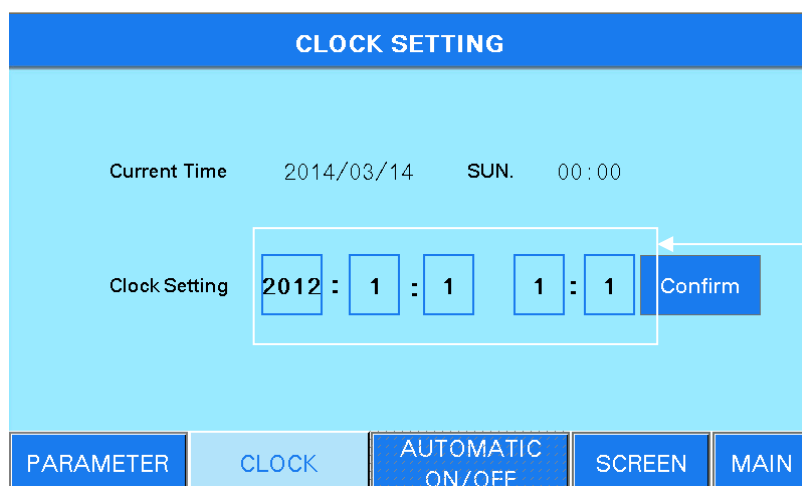 CLOCK SETTING
Current Time 2014/03/14 SUN. 00:00
Clock Setting 2012 : 1 : 1 1 : 1 Confirm
PARAMETER CLOCK AUTOMATIC ON/OFF SCREEN MAIN